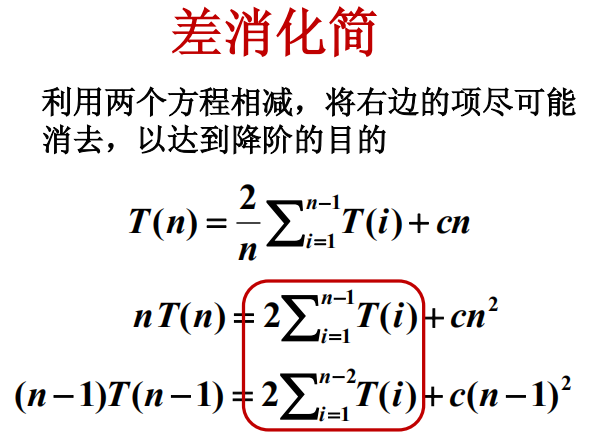 差消化简
利用两个方程相减，将右边的项尽可能
消去，以达到降阶的目的
T(n) = \frac{2}{n} \sum_{i=1}^{n-1} T(i) + cn
nT(n) = 2\sum_{i=1}^{n-1} T(i) + cn^2
(n-1)T(n-1) = 2\sum_{i=1}^{n-2} T(i) + c(n-1)^2